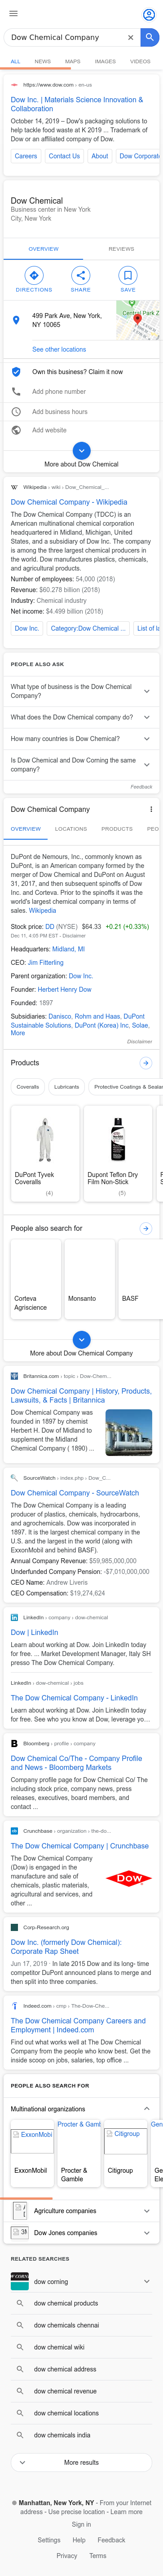 Dow Chemical Company
ALL NEWS MAPS IMAGES VIDEOS
https://www.dow.com › en-us
Dow Inc. | Materials Science Innovation &
Collaboration
October 14, 2019 – Dow's packaging solutions to
help tackle food waste at K 2019 ... Trademark of
Dow or an affiliated company of Dow.
Careers Contact Us About Dow Corporate
Dow Chemical
Business center in New York
City, New York
OVERVIEW REVIEWS
DIRECTIONS SHARE SAVE
499 Park Ave, New York,
NY 10065
Central P
See other locations
Own this business? Claim it now
Add phone number
Add business hours
Add website
More about Dow Chemical
Wikipedia › wiki › Dow_Chemical_...
Dow Chemical Company - Wikipedia
The Dow Chemical Company (TDCC) is an
American multinational chemical corporation
headquartered in Midland, Michigan, United
States, and a subsidiary of Dow Inc. The
company is among the three largest chemical
producers in the world and is the operating
subsidiary of Dow Inc. Dow manufactures plastics,
chemicals, and agricultural products.
Number of employees: 54,000 (2018)
Revenue: $60.278 billion (2018)
Industry: Chemical industry
Net income: $4.499 billion (2018)
Dow Inc. Category:Dow Chemical ... List of
PEOPLE ALSO ASK
What type of business is the Dow Chemical
Company?
What does the Dow Chemical company do?
How many countries is Dow Chemical?
Is Dow Chemical and Dow Corning the same
company?
Feedback
Dow Chemical Company
OVERVIEW LOCATIONS PRODUCTS PEO
DuPont de Nemours, Inc., commonly known as
DuPont, is an American company formed by the
merger of Dow Chemical and DuPont on August
31, 2017, and the subsequent spinoffs of Dow
Inc. and Corteva. Prior to the spinoffs it was the
world's largest chemical company in terms of
sales. Wikipedia
Stock price: DD (NYSE) $64.33 +0.21 (+0.33%)
Dec 11, 4:05 PM EST - Disclaimer
Headquarters: Midland, MI
CEO: Jim Fitterling
Parent organization: Dow Inc.
Founder: Herbert Henry Dow
Founded: 1897
Subsidiaries: Danisco, Rohm and Haas, DuPont
Sustainable Solutions, DuPont (Korea) Inc, Solae,
More
Disclaimer
Products
Coveralls Lubricants Protective Coatings & Sealan
DuPont Tyvek
Coveralls
(4)
Dupont Teflon Dry
Film Non-Stick
(5)
People also search for
Corteva
Agriscience
Monsanto
BASF
More about Dow Chemical Company
Britannica.com › topic › Dow-Chem...
Dow Chemical Company | History, Products,
Lawsuits, & Facts | Britannica
Dow Chemical Company was
founded in 1897 by chemist
Herbert H. Dow of Midland to
supplement the Midland
Chemical Company ( 1890) ...
SourceWatch › index.php › Dow_C...
Dow Chemical Company - SourceWatch
The Dow Chemical Company is a leading
producer of plastics, chemicals, hydrocarbons,
and agrochemicals. Dow was incorporated in
1897. It is the largest chemical company in the
U.S. and the second largest in the world (along
with ExxonMobil and behind BASF).
Annual Company Revenue: $59,985,000,000
Underfunded Company Pension: -$7,010,000,000
CEO Name: Andrew Liveris
CEO Compensation: $19,274,624
LinkedIn › company › dow-chemical
Dow | LinkedIn
Learn about working at Dow. Join LinkedIn today
for free. ... Market Development Manager, Italy SH
presso The Dow Chemical Company.
LinkedIn › dow-chemical › jobs
The Dow Chemical Company - LinkedIn
Learn about working at Dow. Join LinkedIn today
for free. See who you know at Dow, leverage yo...
Bloomberg › profile › company
Dow Chemical Co/The - Company Profile
and News - Bloomberg Markets
Company profile page for Dow Chemical Co/ The
including stock price, company news, press
releases, executives, board members, and
contact ...
Crunchbase › organization › the-do...
The Dow Chemical Company | Crunchbase
The Dow Chemical Company
(Dow) is engaged in the
manufacture and sale of
chemicals, plastic materials,
agricultural and advances, and
other ...
Dow
Corp-Research.org
Dow Inc. (formerly Dow Chemical):
Corporate Rap Sheet
Jun 17, 2019 · In late 2015 Dow and its long-time
competitor DuPont announced plans to merge and
then split into three companies.
Indeed.com › cmp › The-Dow-Che...
The Dow Chemical Company Careers and
Employment | Indeed.com
Find out what works well at The Dow Chemical
Company from the people who know best. Get the
inside scoop on jobs, salaries, top office ...
PEOPLE ALSO SEARCH FOR
Multinational organizations
ExxonMobi
Procter & Gamb
Citigroup
Gen
ExxonMobil
Procter &
Gamble
Citigroup
Ge
Ele
Agriculture companies
Dow Jones companies
RELATED SEARCHES
dow corning
dow chemical products
dow chemicals chennai
dow chemical wiki
dow chemical address
dow chemical revenue
dow chemical locations
dow chemicals india
More results
Manhattan, New York, NY - From your Internet
address - Use precise location - Learn more
Sign in
Settings Help Feedback
Privacy Terms